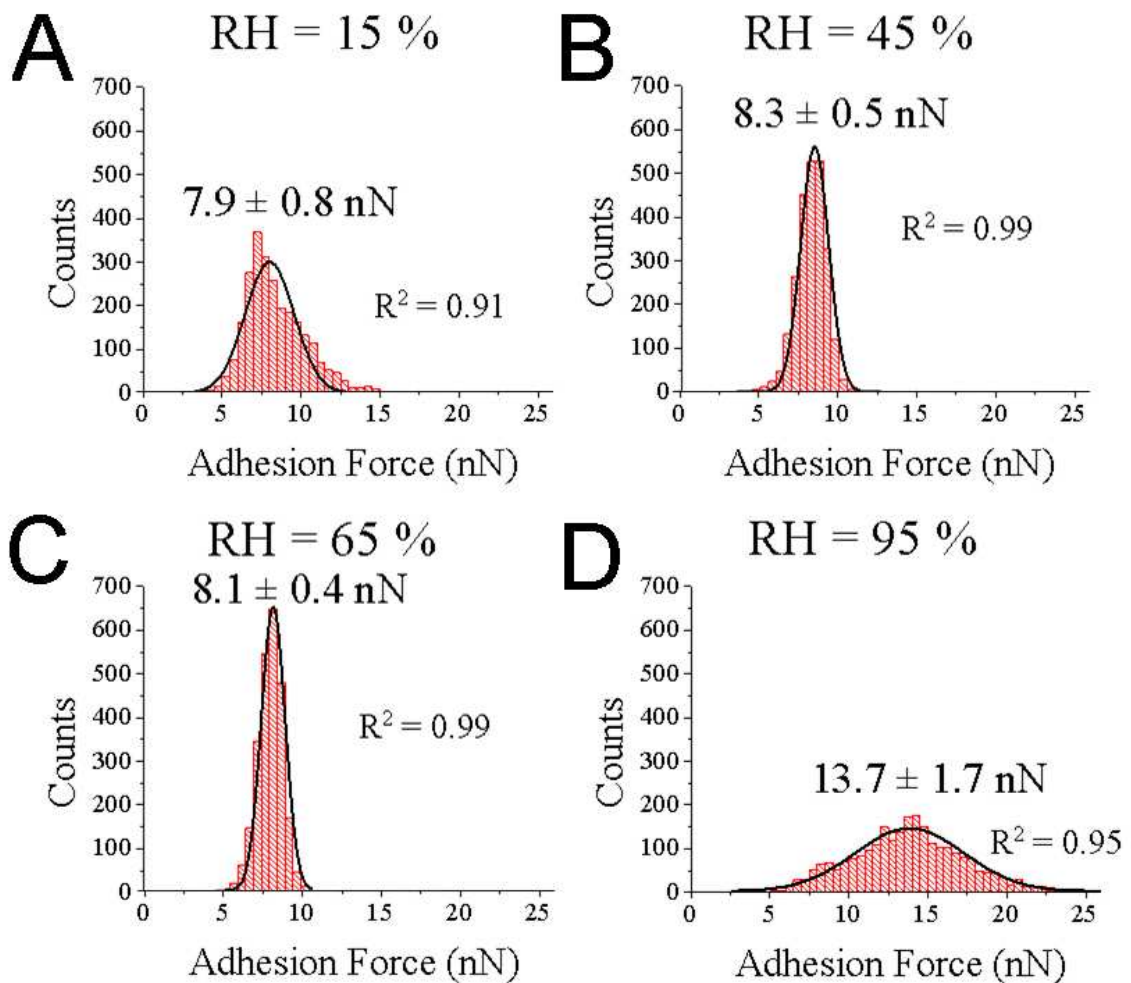 A
RH = 15 %
700
600
500
400
300
200
100
0
Counts
7.9 ± 0.8 nN
R² = 0.91
0 5 10 15 20 25
Adhesion Force (nN)
B
RH = 45 %
700
600
500
400
300
200
100
0
Counts
8.3 ± 0.5 nN
R² = 0.99
0 5 10 15 20 25
Adhesion Force (nN)
C
RH = 65 %
700
600
500
400
300
200
100
0
Counts
8.1 ± 0.4 nN
R² = 0.99
0 5 10 15 20 25
Adhesion Force (nN)
D
RH = 95 %
700
600
500
400
300
200
100
0
Counts
13.7 ± 1.7 nN
R² = 0.95
0 5 10 15 20 25
Adhesion Force (nN)